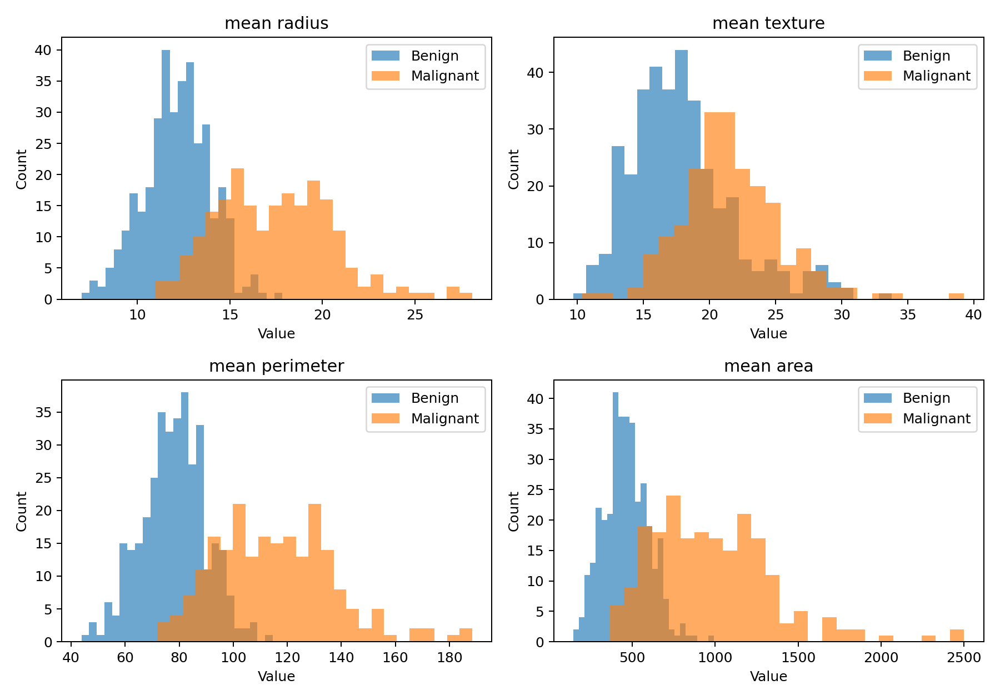 mean radius
Count
40
35
30
25
20
15
10
5
0
Benign
Malignant
10 15 20 25
Value
mean texture
Count
40
30
20
10
0
Benign
Malignant
10 15 20 25 30 35 40
Value
mean perimeter
Count
35
30
25
20
15
10
5
0
Benign
Malignant
40 60 80 100 120 140 160 180
Value
mean area
Count
40
35
30
25
20
15
10
5
0
Benign
Malignant
500 1000 1500 2000 2500
Value